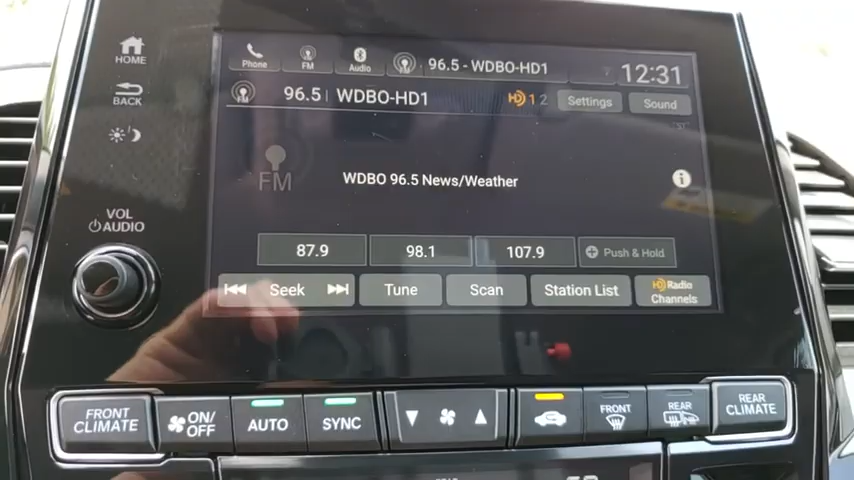 HOME
Phone
FM
Audio
96.5 - WDBO-HD1
12:31
BACK
96.5
WDBO-HD1
HD 1 2
Settings
Sound
FM
WDBO 96.5 News/Weather
i
VOL
AUDIO
87.9
98.1
107.9
Push & Hold
Seek
Tune
Scan
Station List
HD Radio
Channels
FRONT
CLIMATE
ON/
OFF
AUTO
SYNC
FRONT
REAR
REAR
CLIMATE